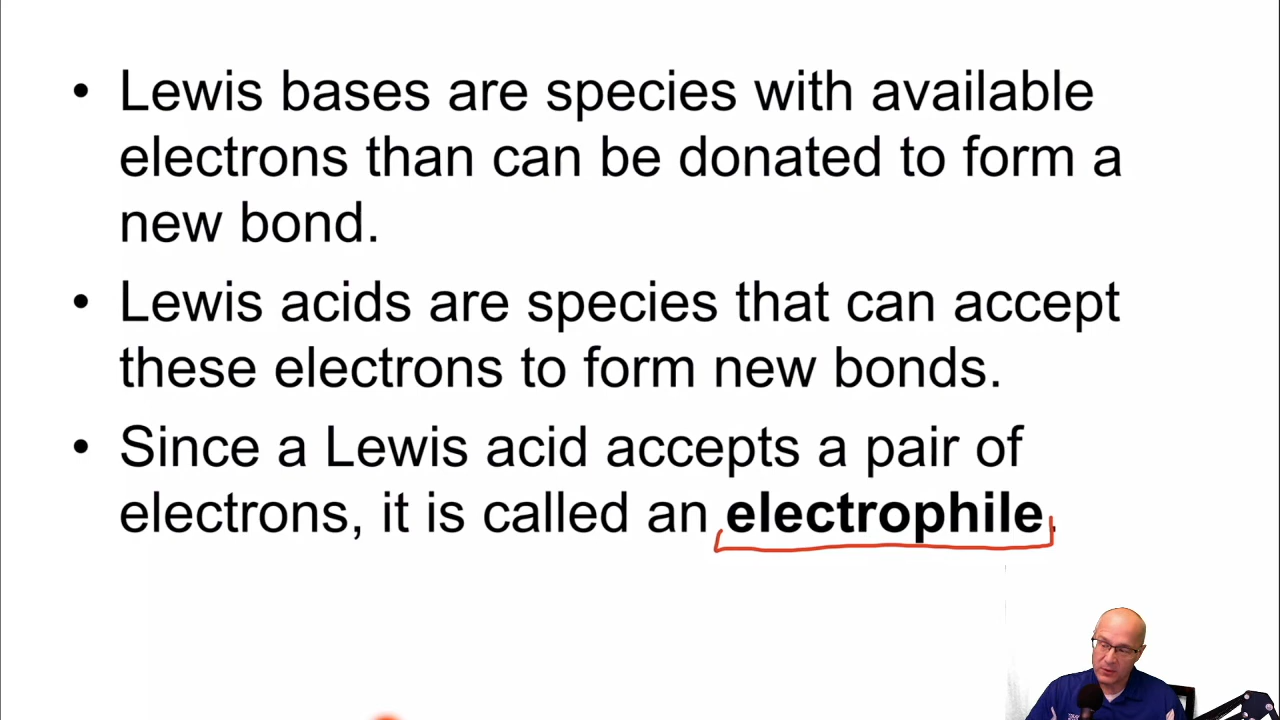 • Lewis bases are species with available
electrons than can be donated to form a
new bond.
• Lewis acids are species that can accept
these electrons to form new bonds.
• Since a Lewis acid accepts a pair of
electrons, it is called an electrophile.